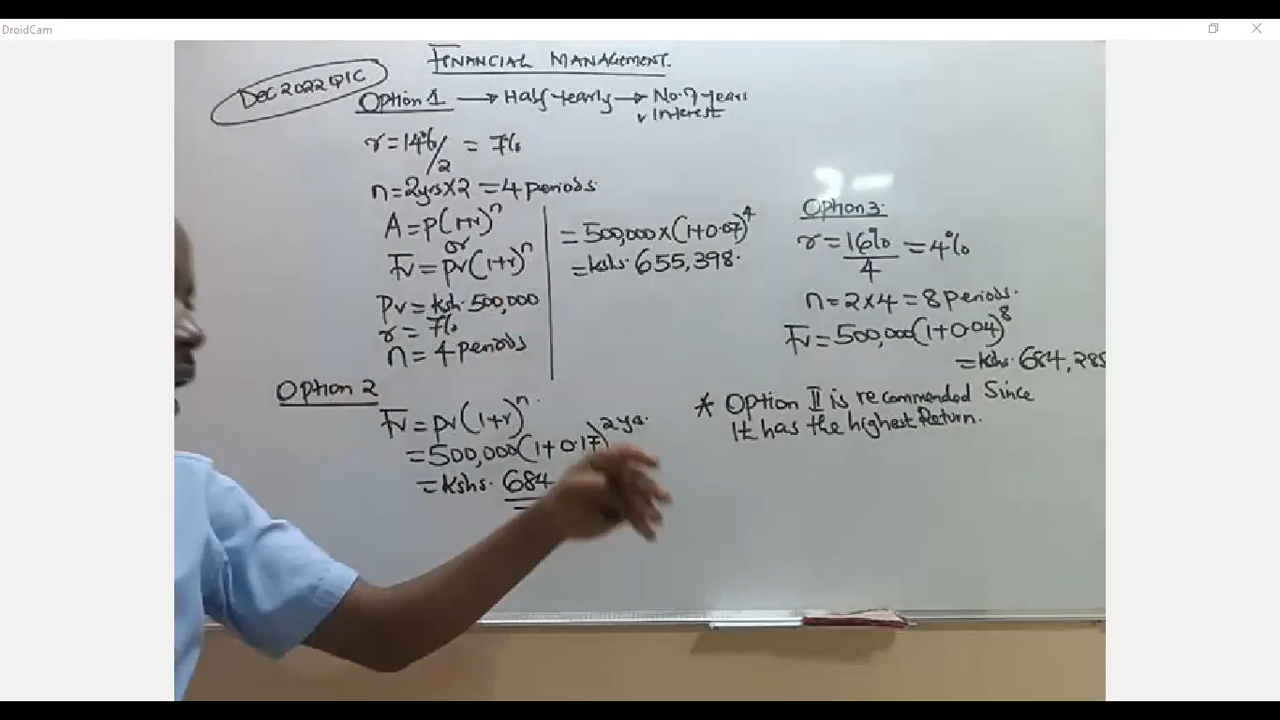 DroidCam
FINANCIAL MANAGEMENT.
DEC 2022 Q1C
Option 1 → Half yearly → No. of years
✓ Interest
r = 14%/2 = 7%
n = 2yrs × 2 = 4 periods
A = p(1+r)^n
or
Fv = pv(1+r)^n
Pv = ksh. 500,000
r = 7%
n = 4 periods
= 500,000 × (1+0.07)^4
= kshs. 655,398.
Option 2
Fv = pv(1+r)^n
= 500,000(1+0.17)^2 yrs.
= kshs. 684
Option 3.
r = 16%/4 = 4%
n = 2 × 4 = 8 periods.
Fv = 500,000(1+0.04)^8
= kshs. 684,285
* Option II is recommended Since
It has the highest Return.